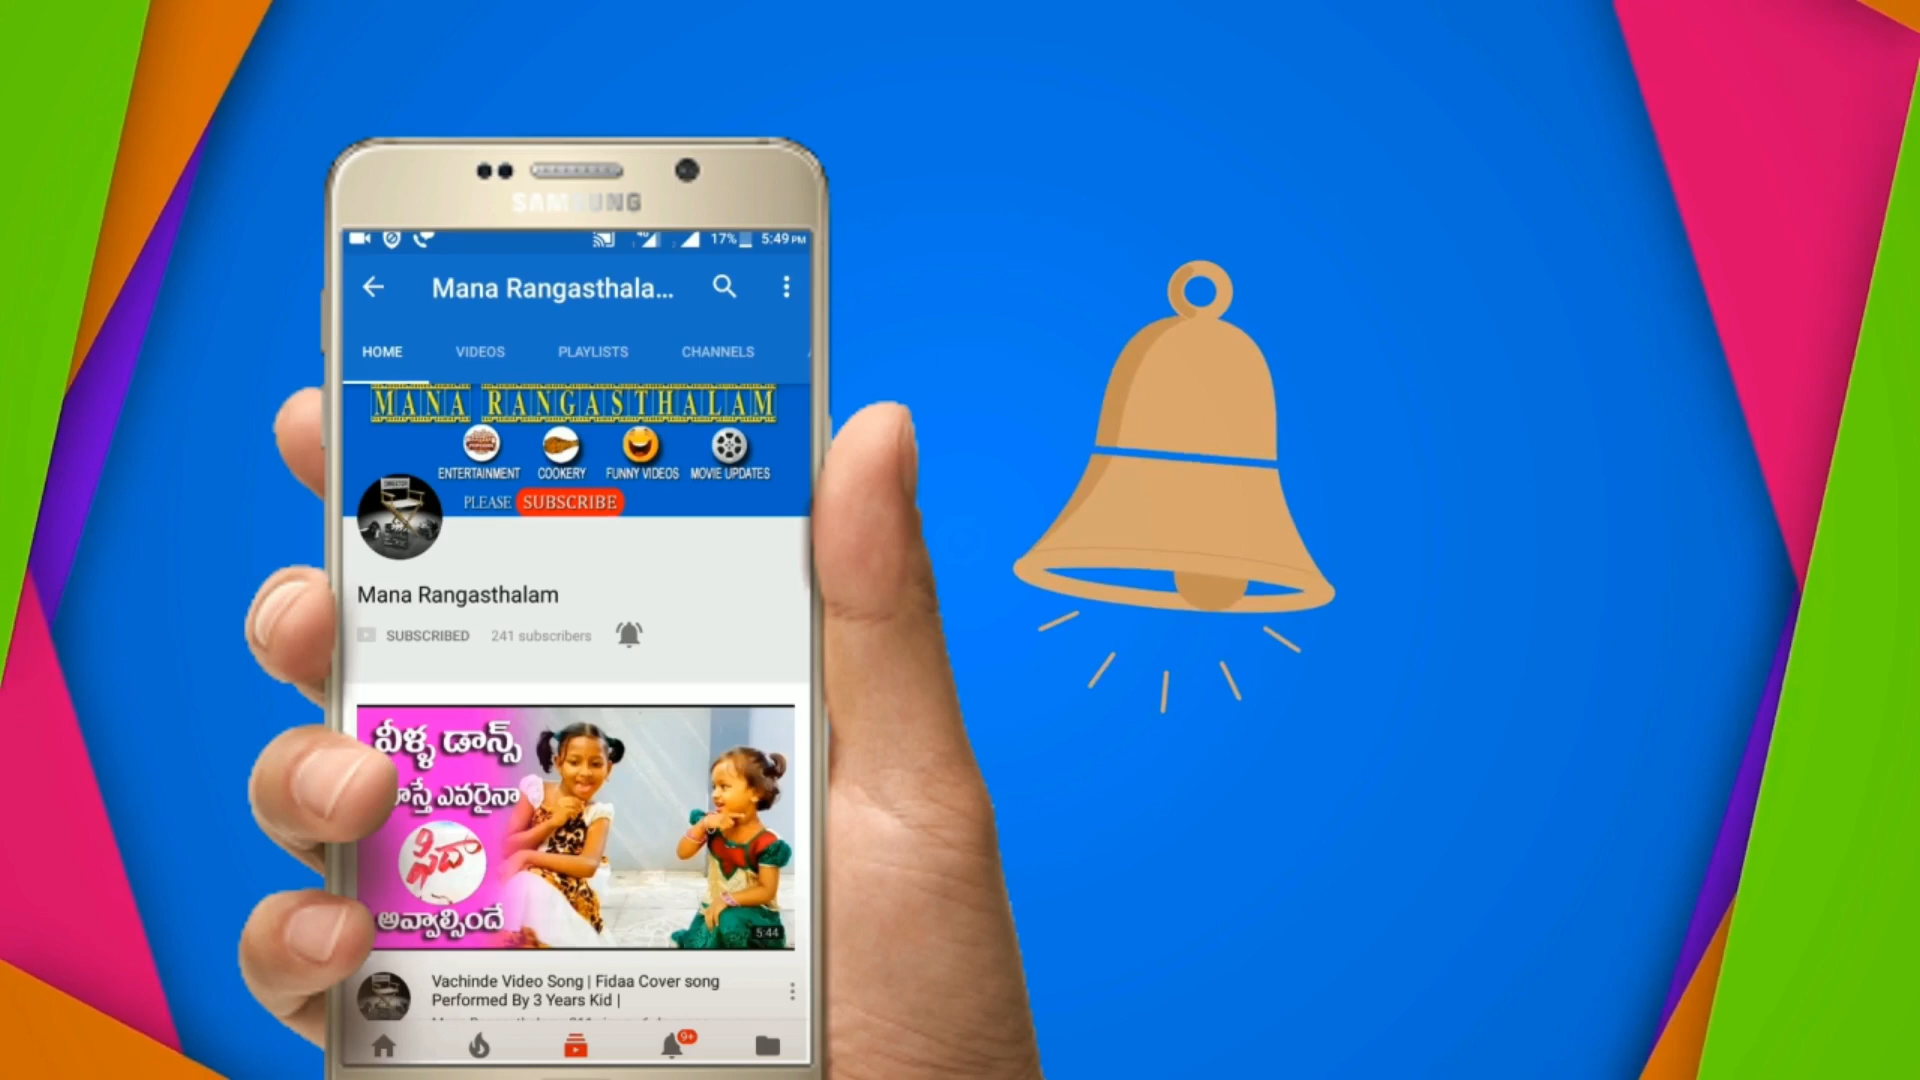 SAMSUNG
17% 5:49 PM
Mana Rangasthala...
HOME VIDEOS PLAYLISTS CHANNELS
MANA RANGASTHALAM
ENTERTAINMENT COOKERY FUNNY VIDEOS MOVIE UPDATES
PLEASE SUBSCRIBE
Mana Rangasthalam
SUBSCRIBED 241 subscribers
వీళ్ళ డాన్స్
ఎవరైనా
ఫిదా
అవ్వాల్సిందే
5:44
Vachinde Video Song | Fidaa Cover song
Performed By 3 Years Kid |
9+